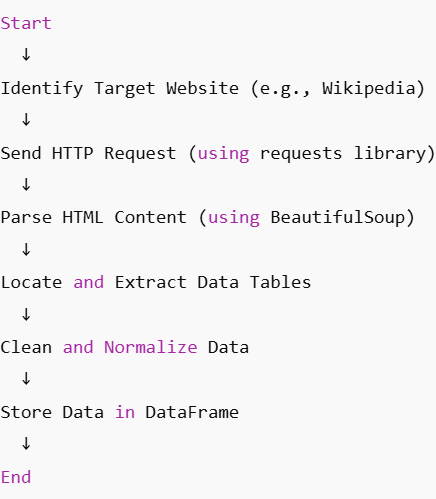 Start
↓
Identify Target Website (e.g., Wikipedia)
↓
Send HTTP Request (using requests library)
↓
Parse HTML Content (using BeautifulSoup)
↓
Locate and Extract Data Tables
↓
Clean and Normalize Data
↓
Store Data in DataFrame
↓
End